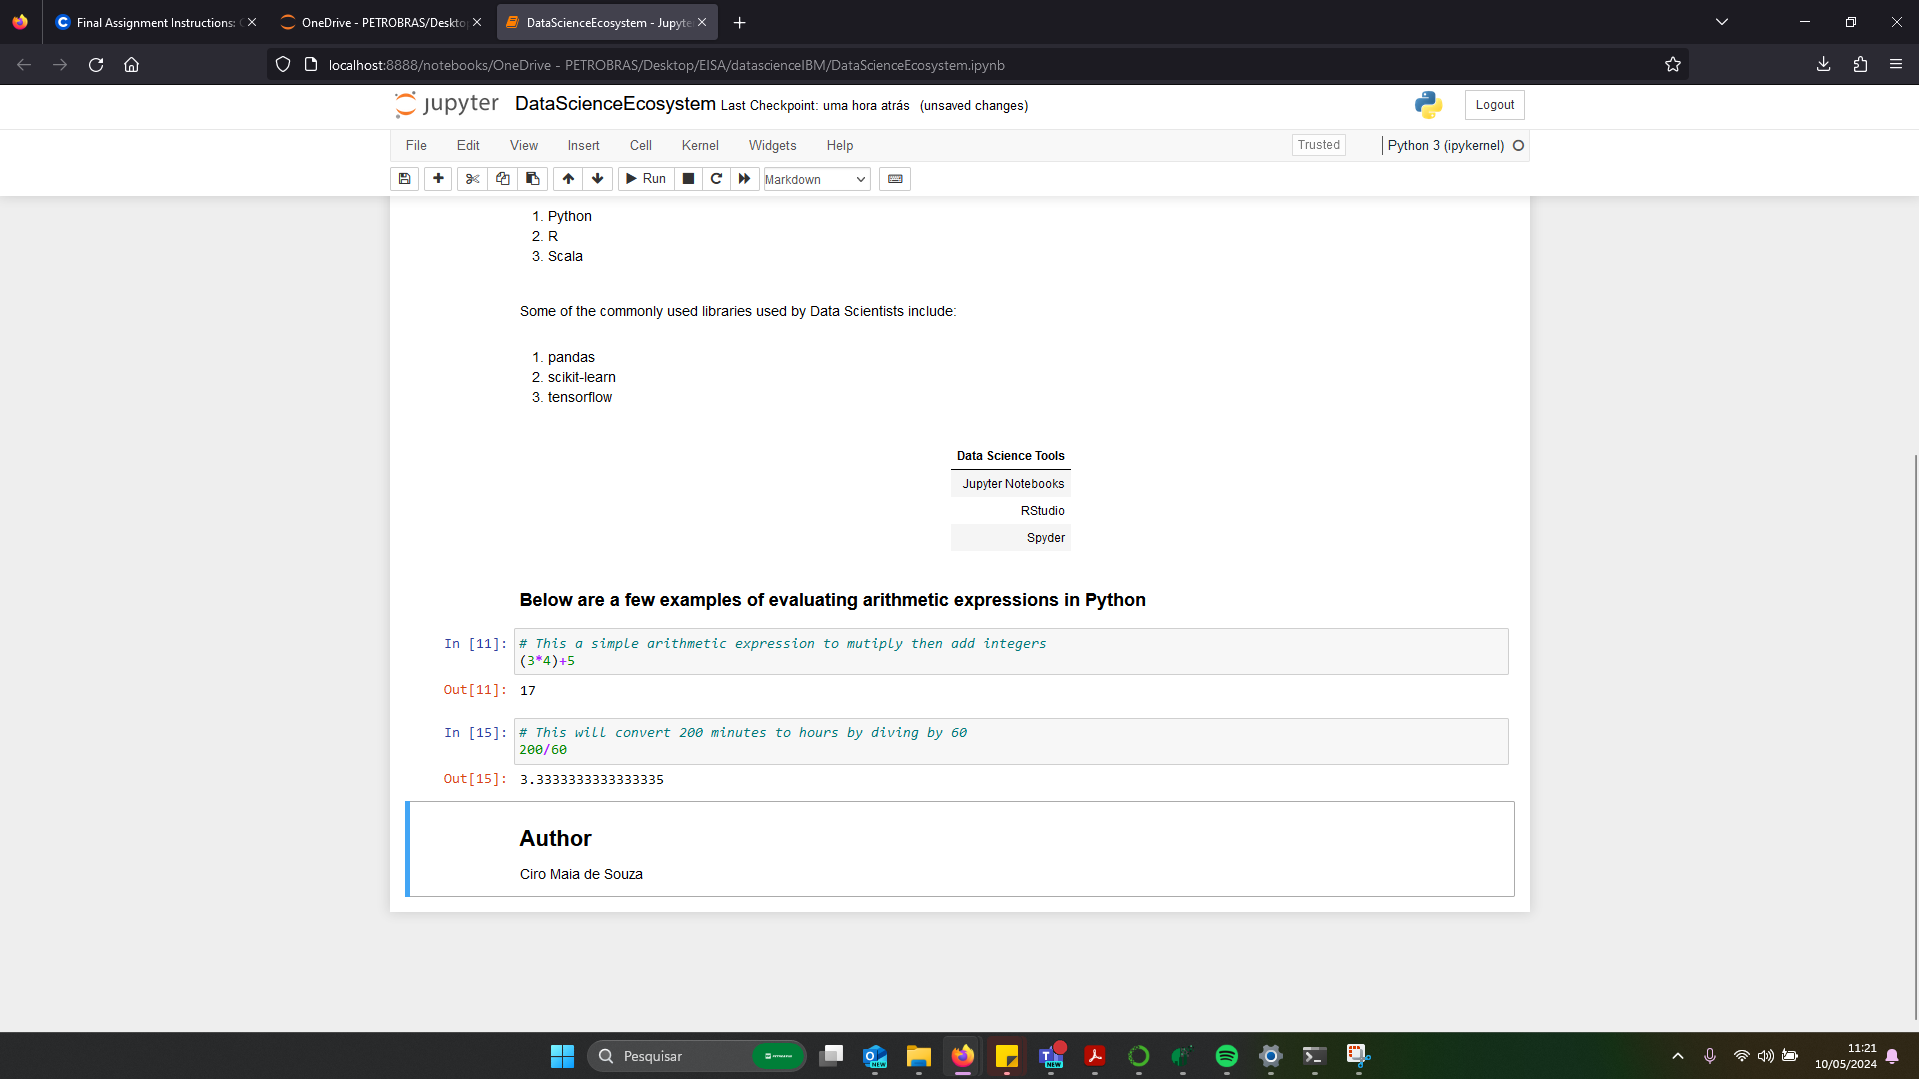 Final Assignment Instructions:
OneDrive - PETROBRAS/Deskto
DataScienceEcosystem - Jupyte
localhost:8888/notebooks/OneDrive - PETROBRAS/Desktop/EISA/datascienceIBM/DataScienceEcosystem.ipynb
jupyter DataScienceEcosystem Last Checkpoint: uma hora atrás (unsaved changes)
Logout
File Edit View Insert Cell Kernel Widgets Help
Trusted
Python 3 (ipykernel)
Run
Markdown
1. Python
2. R
3. Scala
Some of the commonly used libraries used by Data Scientists include:
1. pandas
2. scikit-learn
3. tensorflow
Data Science Tools
Jupyter Notebooks
RStudio
Spyder
Below are a few examples of evaluating arithmetic expressions in Python
In [11]: # This a simple arithmetic expression to mutiply then add integers
(3*4)+5
Out[11]: 17
In [15]: # This will convert 200 minutes to hours by diving by 60
200/60
Out[15]: 3.3333333333333335
Author
Ciro Maia de Souza
Pesquisar
NEW
NEW
11:21
10/05/2024